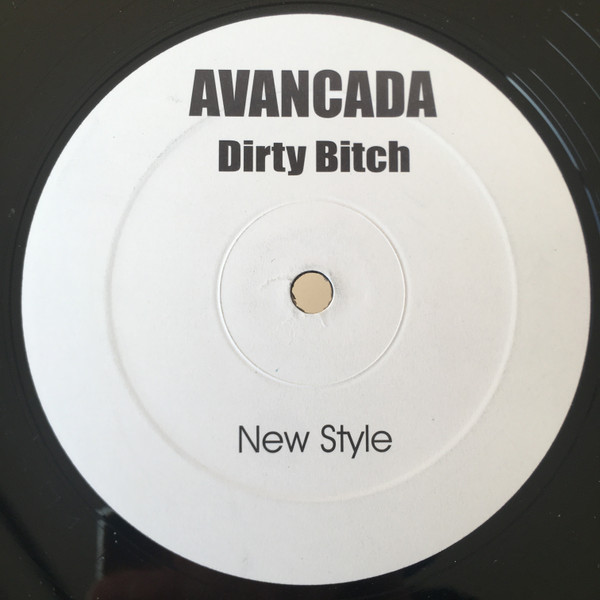 AVANCADA
Dirty Bitch
New Style